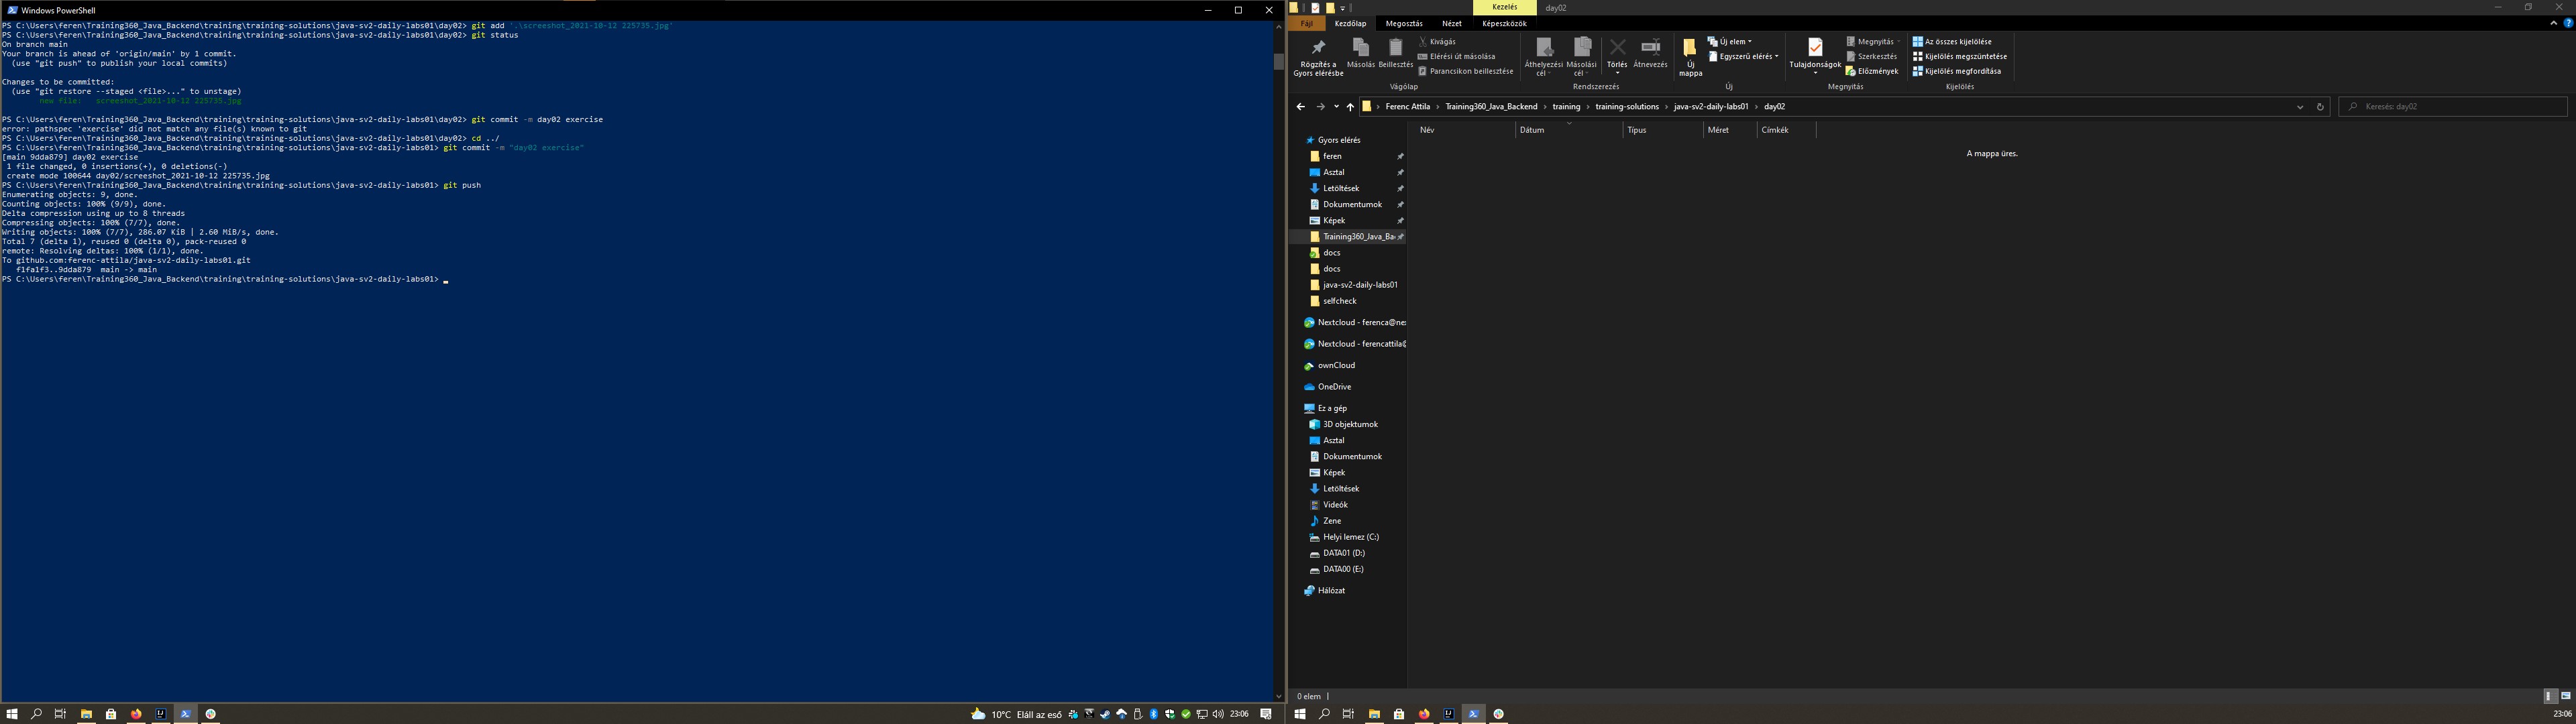 Windows PowerShell
PS C:\Users\feren\Training360_Java_Backend\training\training-solutions\java-sv2-daily-labs01\day02> git add '.\screeshot_2021-10-12 225735.jpg'
PS C:\Users\feren\Training360_Java_Backend\training\training-solutions\java-sv2-daily-labs01\day02> git status
On branch main
Your branch is ahead of 'origin/main' by 1 commit.
(use "git push" to publish your local commits)
Changes to be committed:
(use "git restore --staged <file>..." to unstage)
new file: screeshot_2021-10-12 225735.jpg
PS C:\Users\feren\Training360_Java_Backend\training\training-solutions\java-sv2-daily-labs01\day02> git commit -m day02 exercise
error: pathspec 'exercise' did not match any file(s) known to git
PS C:\Users\feren\Training360_Java_Backend\training\training-solutions\java-sv2-daily-labs01\day02> cd ../
PS C:\Users\feren\Training360_Java_Backend\training\training-solutions\java-sv2-daily-labs01> git commit -m "day02 exercise"
[main 9dda879] day02 exercise
1 file changed, 0 insertions(+), 0 deletions(-)
create mode 100644 day02/screeshot_2021-10-12 225735.jpg
PS C:\Users\feren\Training360_Java_Backend\training\training-solutions\java-sv2-daily-labs01> git push
Enumerating objects: 9, done.
Counting objects: 100% (9/9), done.
Delta compression using up to 8 threads
Compressing objects: 100% (7/7), done.
Writing objects: 100% (7/7), 286.07 KiB | 2.60 MiB/s, done.
Total 7 (delta 1), reused 0 (delta 0), pack-reused 0
remote: Resolving deltas: 100% (1/1), done.
To github.com:ferenc-attila/java-sv2-daily-labs01.git
f1fa1f3..9dda879 main -> main
PS C:\Users\feren\Training360_Java_Backend\training\training-solutions\java-sv2-daily-labs01>
10°C Eláll az eső 23:06
Kezelés day02
Fájl Kezdőlap Megosztás Nézet Képeszközök
Rögzítés a Gyors elérésbe
Másolás
Beillesztés
Kivágás
Elérési út másolása
Parancsikon beillesztése
Vágólap
Áthelyezési cél
Másolási cél
Törlés
Átnevezés
Rendszerezés
Új mappa
Új elem
Egyszerű elérés
Új
Tulajdonságok
Megnyitás
Szerkesztés
Előzmények
Megnyitás
Az összes kijelölése
Kijelölés megszüntetése
Kijelölés megfordítása
Kijelölés
Ferenc Attila > Training360_Java_Backend > training > training-solutions > java-sv2-daily-labs01 > day02
Keresés: day02
Név Dátum Típus Méret Címkék
A mappa üres.
Gyors elérés
feren
Asztal
Letöltések
Dokumentumok
Képek
Training360_Java_Ba
docs
docs
java-sv2-daily-labs01
selfcheck
Nextcloud - ferenca@ne
Nextcloud - ferencattila@
ownCloud
OneDrive
Ez a gép
3D objektumok
Asztal
Dokumentumok
Képek
Letöltések
Videók
Zene
Helyi lemez (C:)
DATA01 (D:)
DATA00 (E:)
Hálózat
0 elem
23:06